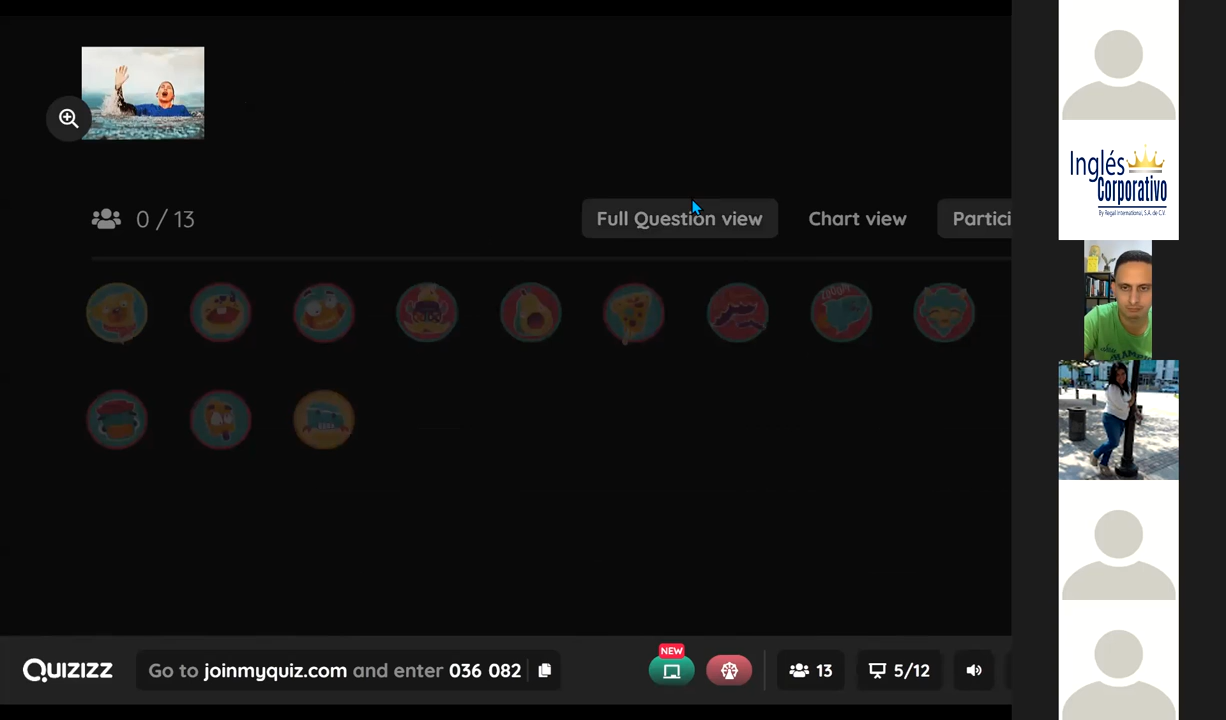 0 / 13
Full Question view
Chart view
Partici
Inglés
Corporativo
By Regal International, S.A. de C.V.
NEW
QUIZIZZ
Go to joinmyquiz.com and enter 036 082
13
5/12